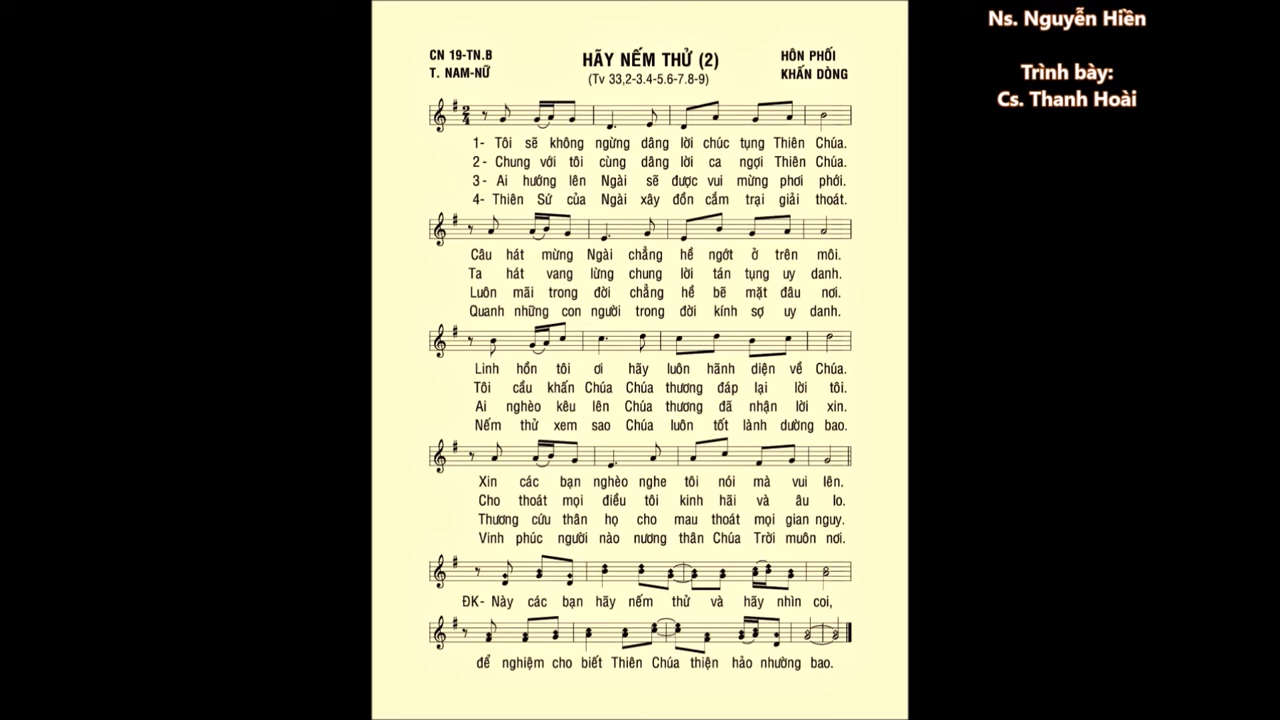 Ns. Nguyễn Hiền
Trình bày:
Cs. Thanh Hoài
CN 19-TN.B
T. NAM-NỮ
HÃY NẾM THỬ (2)
(Tv 33,2-3.4-5.6-7.8-9)
HÔN PHỐI
KHẤN DÒNG
1- Tôi sẽ không ngừng dâng lời chúc tụng Thiên Chúa.
2- Chung với tôi cùng dâng lời ca ngợi Thiên Chúa.
3- Ai hướng lên Ngài sẽ được vui mừng phơi phới.
4- Thiên Sứ của Ngài xây đồn cắm trại giải thoát.
Câu hát mừng Ngài chẳng hề ngớt ở trên môi.
Ta hát vang lừng chung lời tán tụng uy danh.
Luôn mãi trong đời chẳng hề bẽ mặt đâu nơi.
Quanh những con người trong đời kính sợ uy danh.
Linh hồn tôi ơi hãy luôn hãnh diện về Chúa.
Tôi cầu khấn Chúa Chúa thương đáp lại lời tôi.
Ai nghèo kêu lên Chúa thương đã nhận lời xin.
Nếm thử xem sao Chúa luôn tốt lành dường bao.
Xin các bạn nghèo nghe tôi nói mà vui lên.
Cho thoát mọi điều tôi kinh hãi và âu lo.
Thương cứu thân họ cho mau thoát mọi gian nguy.
Vinh phúc người nào nương thân Chúa Trời muôn nơi.
ĐK- Này các bạn hãy nếm thử và hãy nhìn coi,
để nghiệm cho biết Thiên Chúa thiện hảo nhường bao.